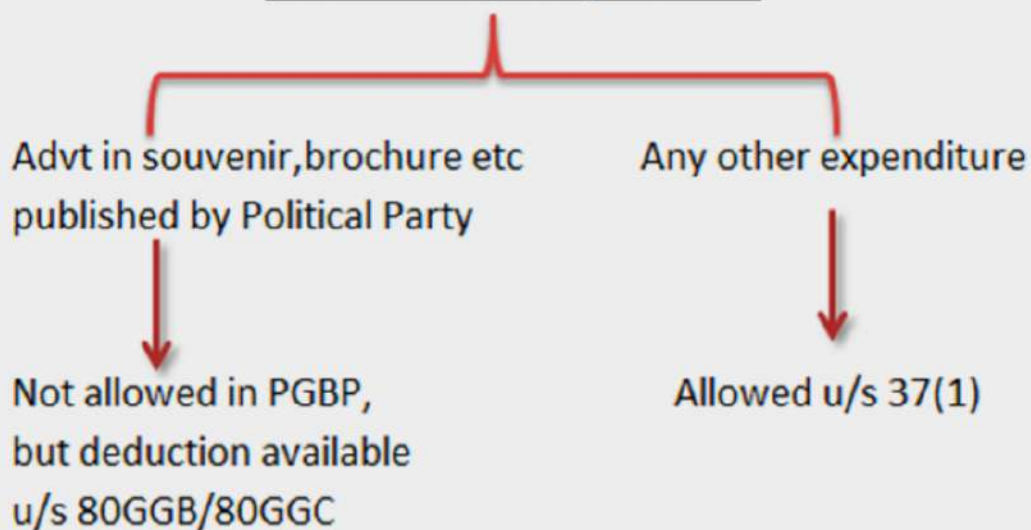 Advt in souvenir,brochure etc
published by Political Party
Any other expenditure
Not allowed in PGBP,
but deduction available
u/s 80GGB/80GGC
Allowed u/s 37(1)